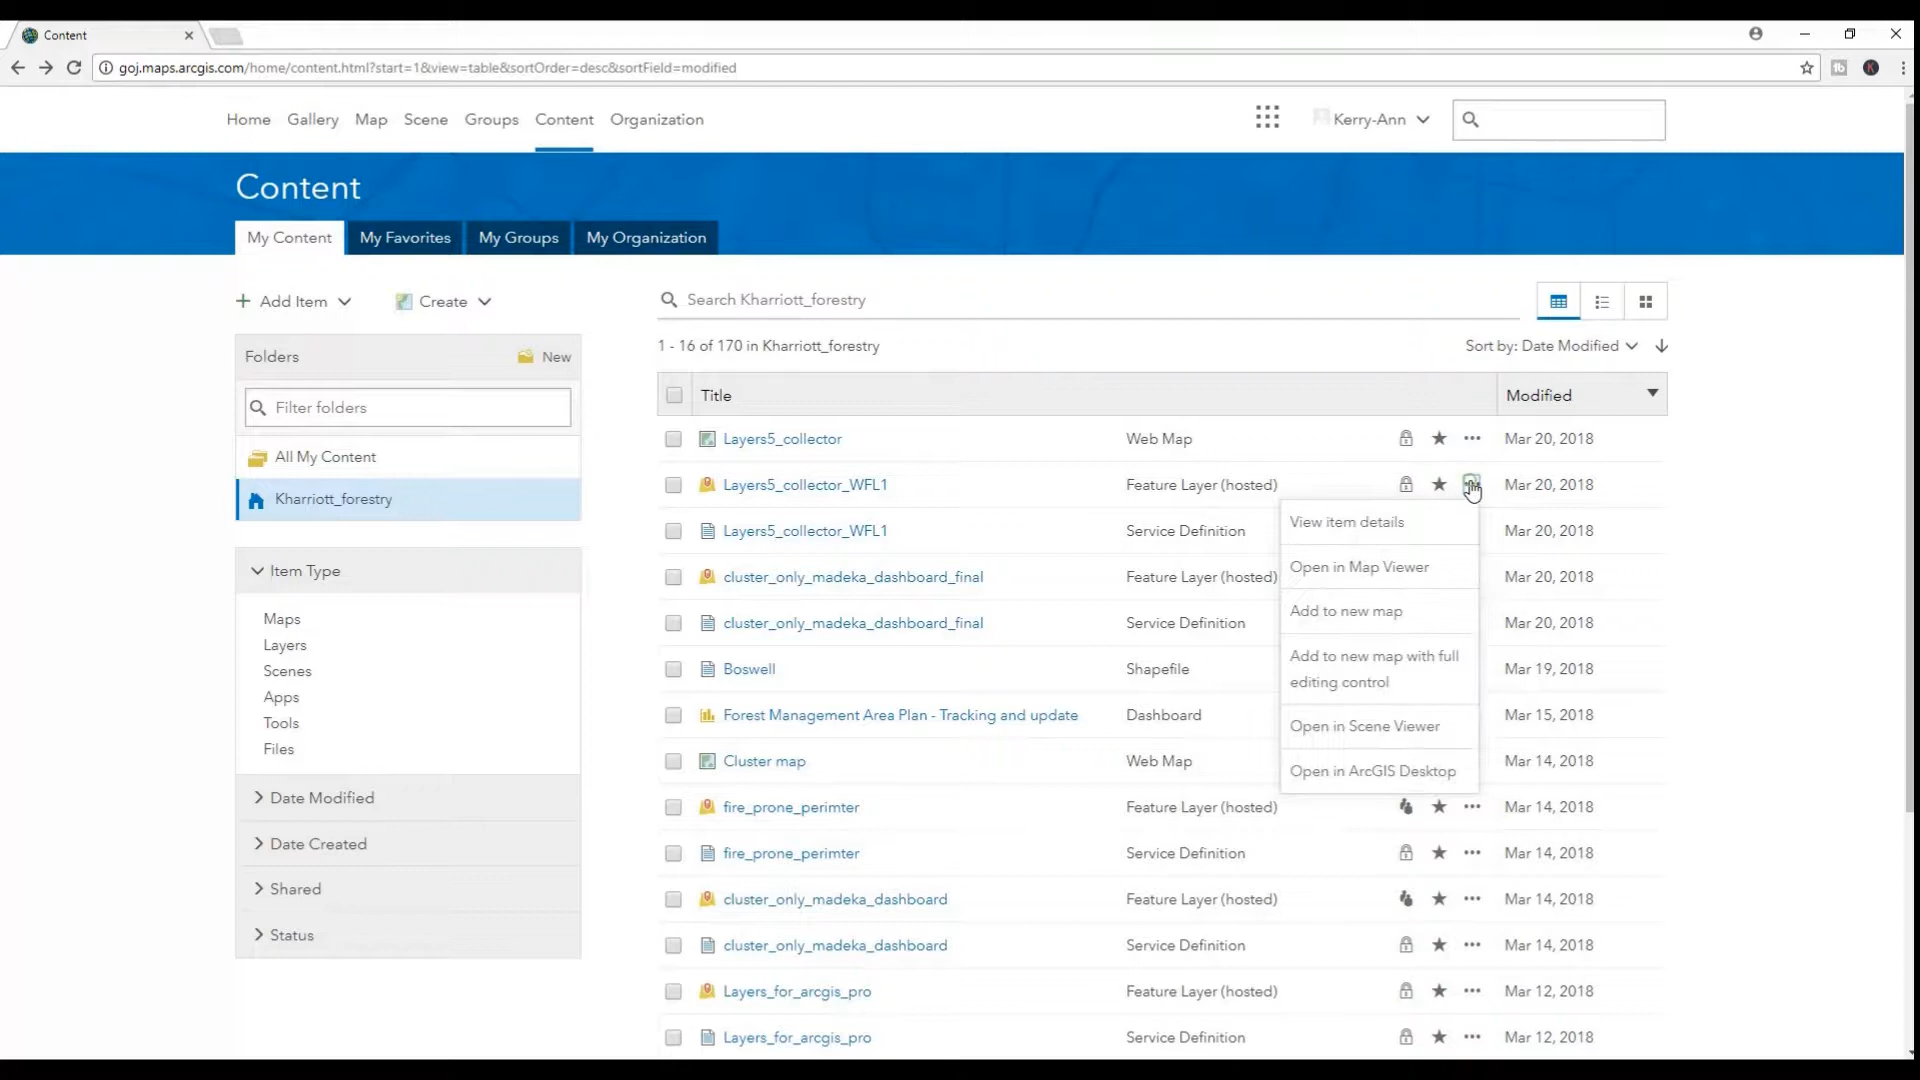 Content
goj.maps.arcgis.com/home/content.html?start=1&view=table&sortOrder=desc&sortField=modified
Home Gallery Map Scene Groups Content Organization Kerry-Ann
Content
My Content My Favorites My Groups My Organization
Add Item Create Search Kharriott_forestry
Folders New
1 - 16 of 170 in Kharriott_forestry Sort by: Date Modified
Filter folders
All My Content
Kharriott_forestry
Item Type
Maps
Layers
Scenes
Apps
Tools
Files
Date Modified
Date Created
Shared
Status
Title Modified
Layers5_collector Web Map Mar 20, 2018
Layers5_collector_WFL1 Feature Layer (hosted) Mar 20, 2018
Layers5_collector_WFL1 Service Definition Mar 20, 2018
cluster_only_madeka_dashboard_final Feature Layer (hosted) Mar 20, 2018
cluster_only_madeka_dashboard_final Service Definition Mar 20, 2018
Boswell Shapefile Mar 19, 2018
Forest Management Area Plan - Tracking and update Dashboard Mar 15, 2018
Cluster map Web Map Mar 14, 2018
fire_prone_perimter Feature Layer (hosted) Mar 14, 2018
fire_prone_perimter Service Definition Mar 14, 2018
cluster_only_madeka_dashboard Feature Layer (hosted) Mar 14, 2018
cluster_only_madeka_dashboard Service Definition Mar 14, 2018
Layers_for_arcgis_pro Feature Layer (hosted) Mar 12, 2018
Layers_for_arcgis_pro Service Definition Mar 12, 2018
View item details
Open in Map Viewer
Add to new map
Add to new map with full
editing control
Open in Scene Viewer
Open in ArcGIS Desktop